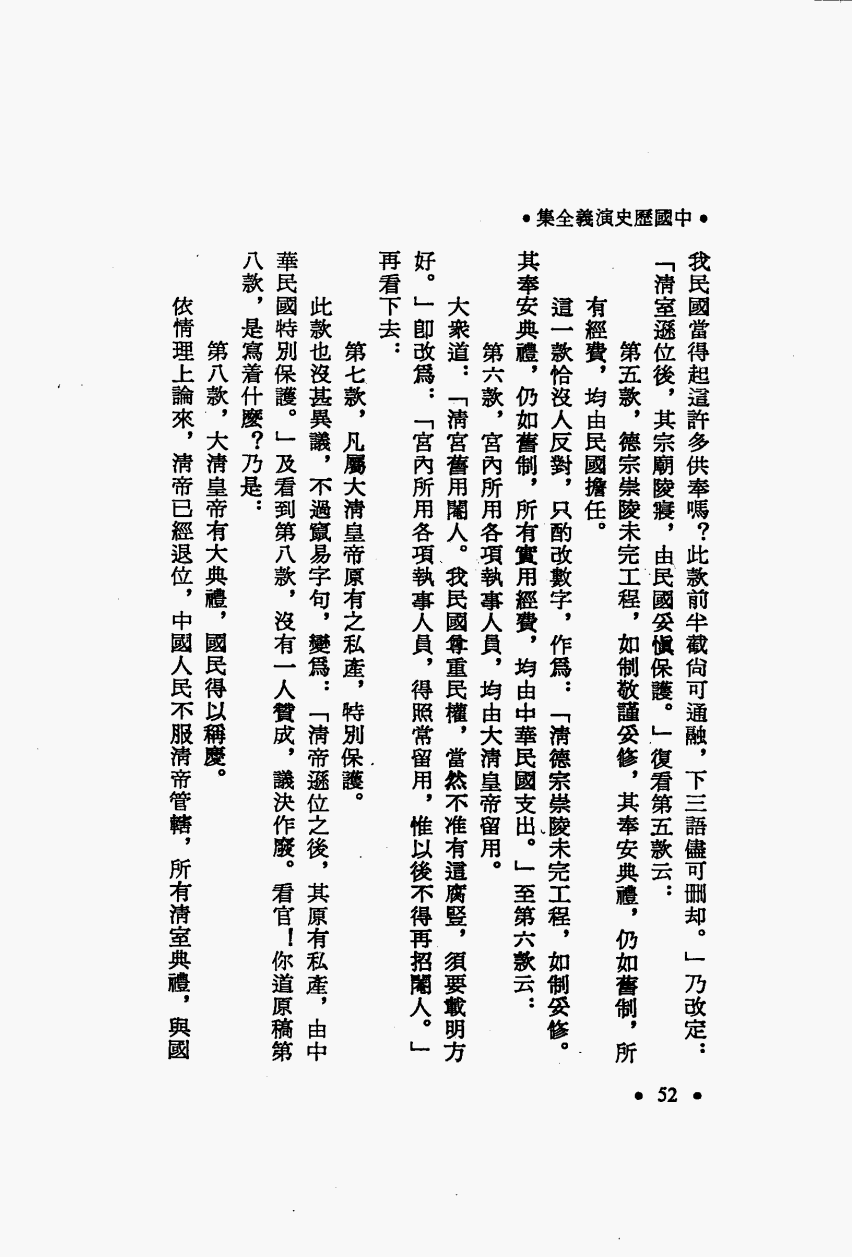 •中國歷史演義全集•
我民國當得起這許多供奉嗎？此款前半截尙可通融，下三語儘可刪却。」乃改定：
「淸室遜位後，其宗廟陵寢，由民國妥愼保護。」復看第五款云：
第五款，德宗崇陵未完工程，如制敬謹妥修，其奉安典禮，仍如舊制，所
有經費，均由民國擔任。
這一款恰沒人反對，只酌改數字，作爲：「淸德宗崇陵未完工程，如制妥修。
其奉安典禮，仍如舊制，所有實用經費，均由中華民國支出。」至第六款云：
第六款，宮內所用各項執事人員，均由大淸皇帝留用。
大衆道：「淸宮舊用閹人。我民國尊重民權，當然不准有這腐豎，須要載明方
好。」卽改爲：「宮內所用各項執事人員，得照常留用，惟以後不得再招閹人。」
再看下去：
第七款，凡屬大淸皇帝原有之私產，特別保護。
此款也沒甚異議，不過竄易字句，變爲：「淸帝遜位之後，其原有私產，由中
華民國特別保護。」及看到第八款，沒有一人贊成，議決作廢。看官！你道原稿第
八款，是寫着什麼？乃是：
第八款，大淸皇帝有大典禮，國民得以稱慶。
依情理上論來，淸帝已經退位，中國人民不服淸帝管轄，所有淸室典禮，與國
• 52 •